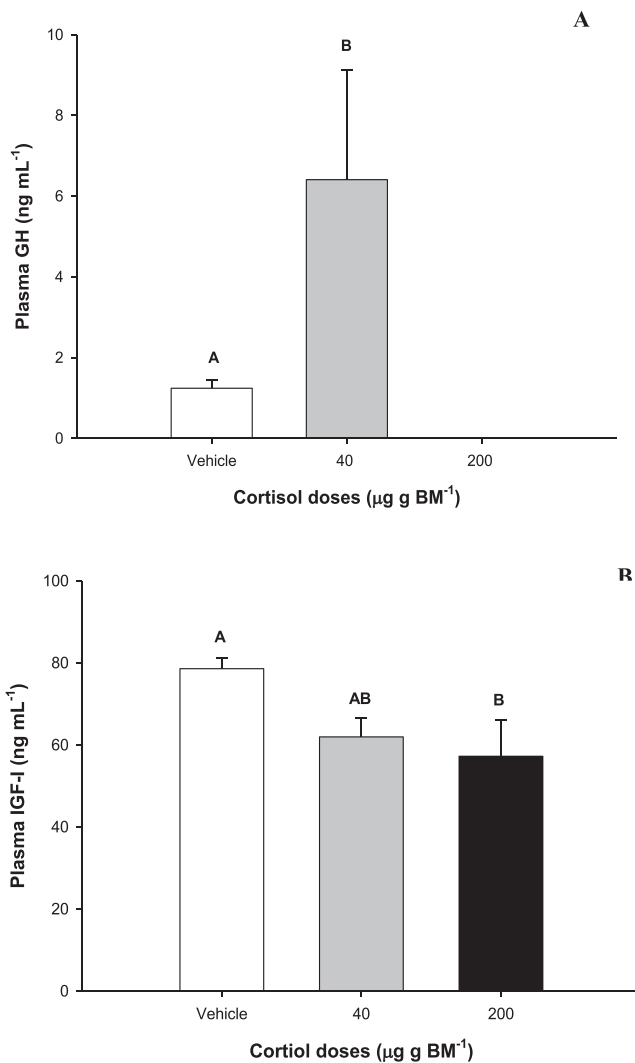 A
10
B
8
Plasma GH (ng mL⁻¹)
6
4
A
2
0
Vehicle 40 200
Cortisol doses (μg g BM⁻¹)
B
100
A
80
AB
B
Plasma IGF-I (ng mL⁻¹)
60
40
20
0
Vehicle 40 200
Cortiol doses (μg g BM⁻¹)